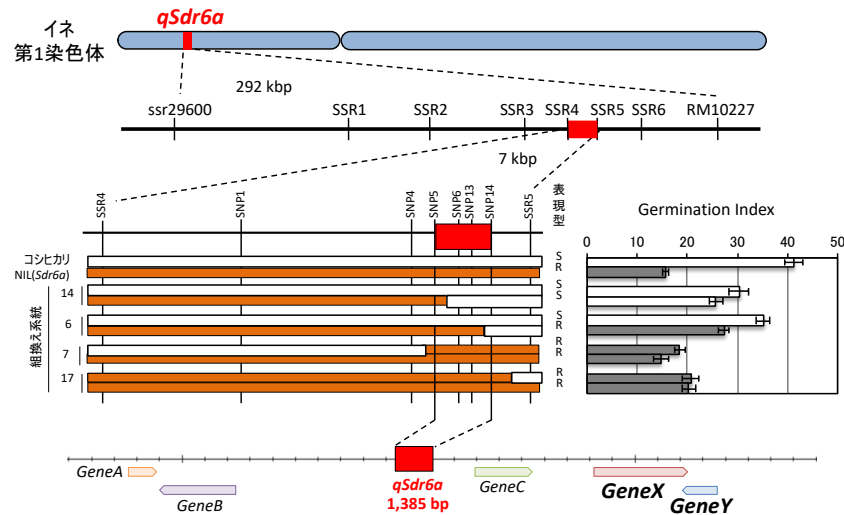 qSdr6a
イネ
第1染色体
292 kbp
ssr29600 SSR1 SSR2 SSR3 SSR4 SSR5 SSR6 RM10227
7 kbp
SSR4 SNP1 SNP4 SNP5 SNP6 SNP13 SNP14 SSR5 表現型
Germination Index
0 10 20 30 40 50
コシヒカリ S
NIL(Sdr6a) R
組換え系統
14 S S
6 S R
7 R R
17 R R
GeneA
GeneB
qSdr6a
1,385 bp
GeneC
GeneX
GeneY